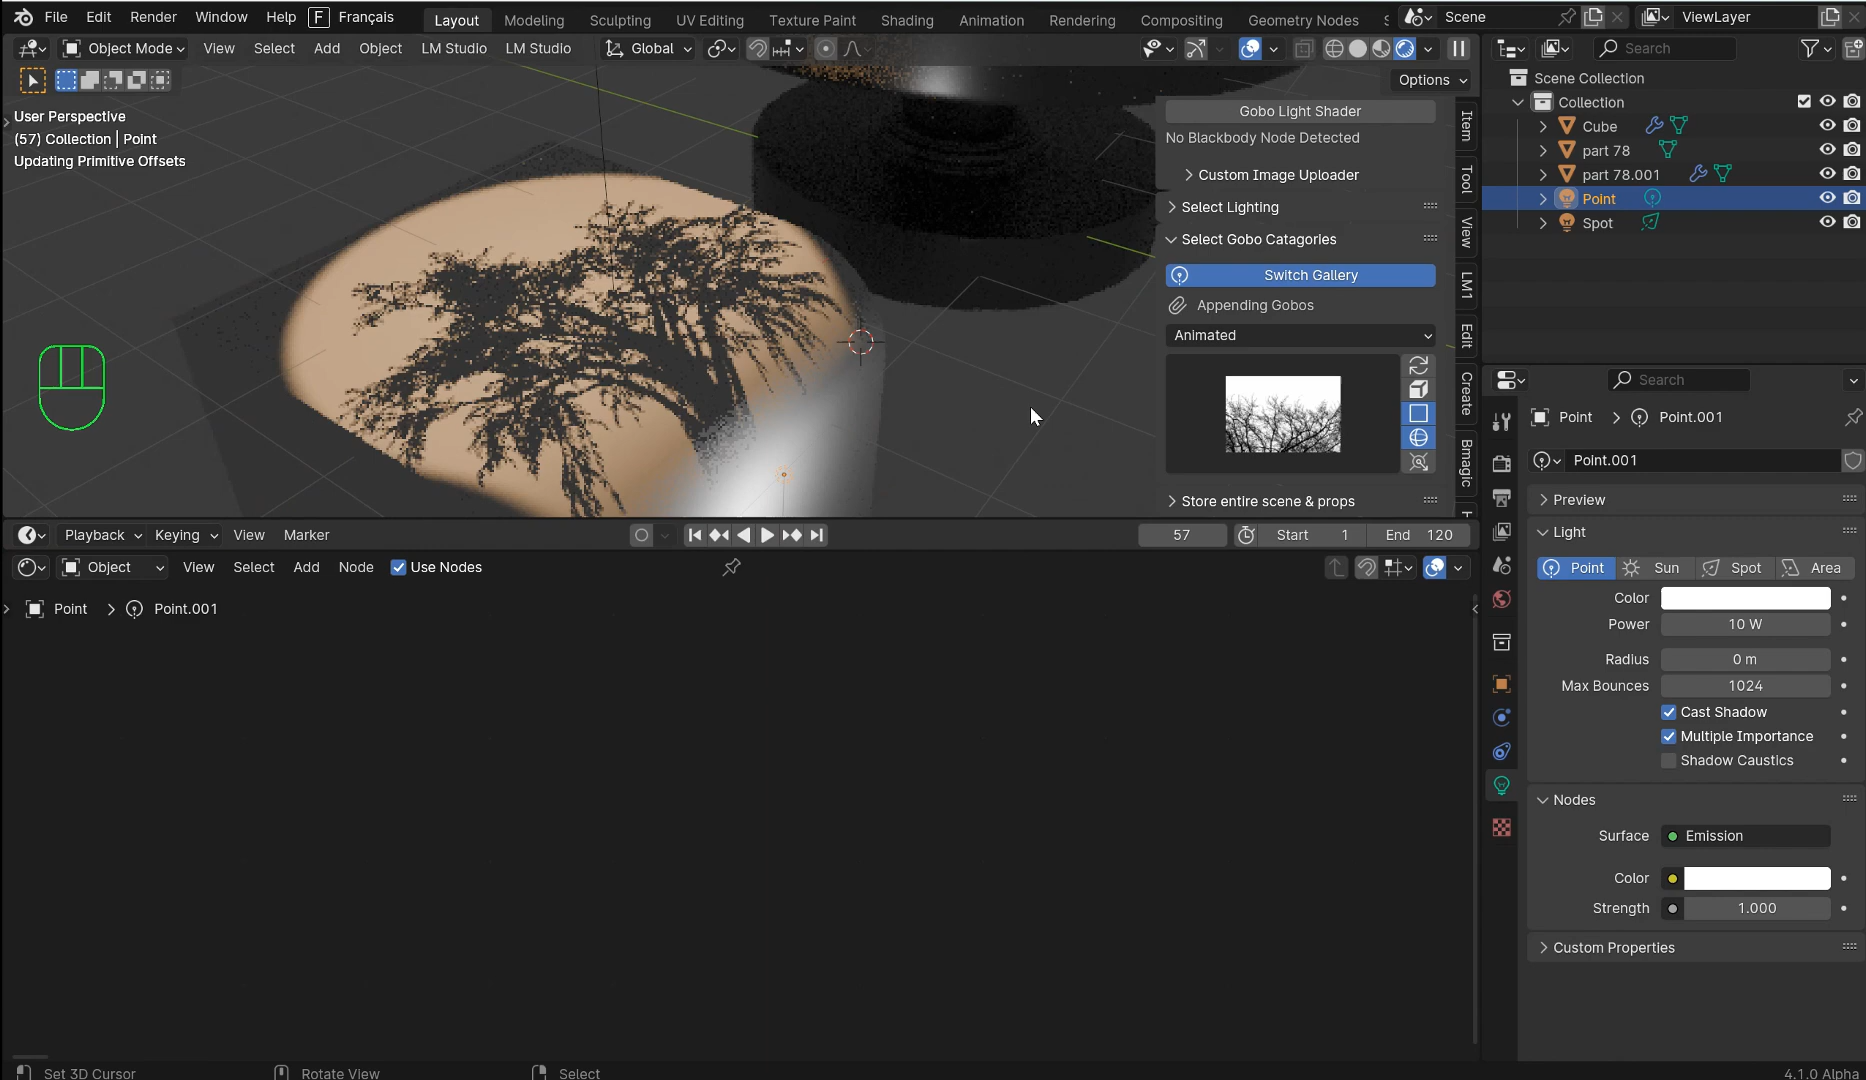 File Edit Render Window Help F Français Layout Modeling Sculpting UV Editing Texture Paint Shading Animation Rendering Compositing Geometry Nodes Scene ViewLayer
Object Mode View Select Add Object LM Studio LM Studio Global Search
Options
Scene Collection
Collection
Cube
part 78
part 78.001
Point
Spot
User Perspective
(57) Collection | Point
Updating Primitive Offsets
Gobo Light Shader
No Blackbody Node Detected
Custom Image Uploader
Select Lighting
Select Gobo Catagories
Switch Gallery
Appending Gobos
Animated
Store entire scene & props
Item
Tool
View
LM1
Edit
Create
Bmagic
Search
Point Point.001
Point.001
Preview
Light
Point Sun Spot Area
Color
Power 10 W
Radius 0 m
Max Bounces 1024
Cast Shadow
Multiple Importance
Shadow Caustics
Nodes
Surface Emission
Color
Strength 1.000
Custom Properties
Playback Keying View Marker 57 Start 1 End 120
Object View Select Add Node Use Nodes
Point Point.001
Set 3D Cursor Rotate View Select 4.1.0 Alpha